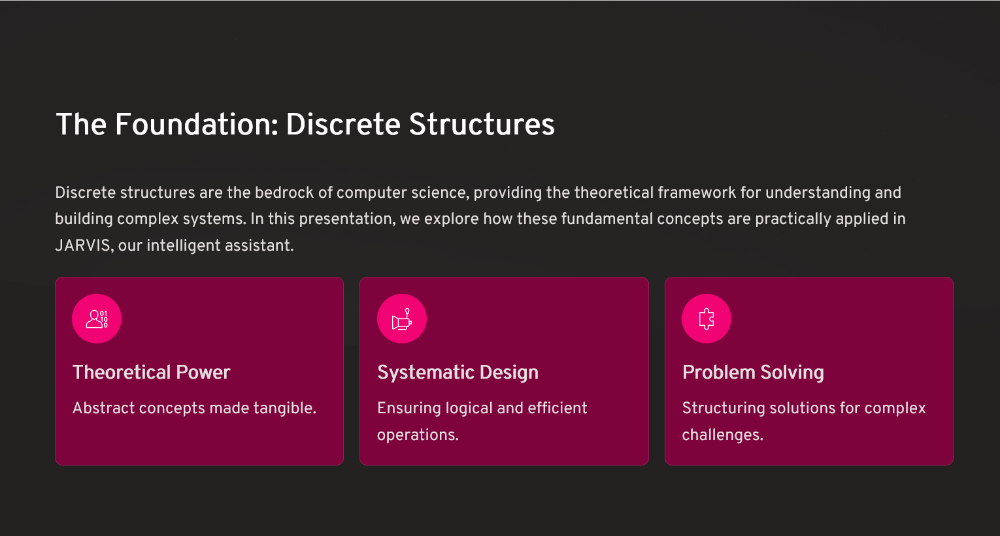 The Foundation: Discrete Structures
Discrete structures are the bedrock of computer science, providing the theoretical framework for understanding and
building complex systems. In this presentation, we explore how these fundamental concepts are practically applied in
JARVIS, our intelligent assistant.
01
10
0
Theoretical Power
Abstract concepts made tangible.
Systematic Design
Ensuring logical and efficient
operations.
Problem Solving
Structuring solutions for complex
challenges.